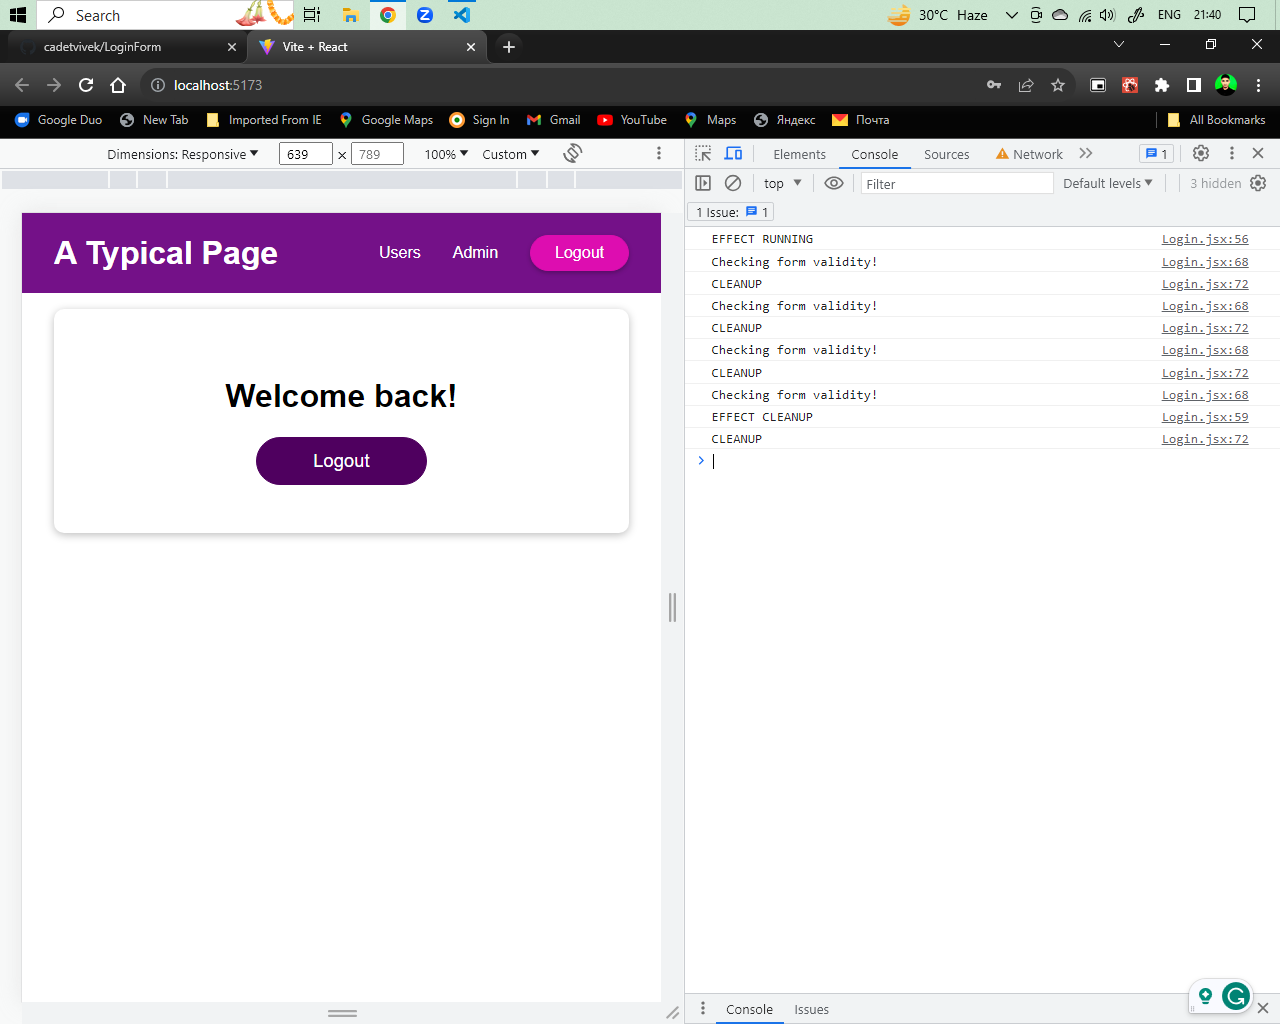 Search
30°C Haze
ENG 21:40
cadetvivek/LoginForm
Vite + React
localhost:5173
Google Duo New Tab Imported From IE Google Maps Sign In Gmail YouTube Maps Яндекс Почта All Bookmarks
Dimensions: Responsive 639 x 789 100% Custom
Elements Console Sources Network 1
top Filter Default levels 3 hidden
1 Issue: 1
A Typical Page Users Admin Logout
Welcome back!
Logout
EFFECT RUNNING Login.jsx:56
Checking form validity! Login.jsx:68
CLEANUP Login.jsx:72
Checking form validity! Login.jsx:68
CLEANUP Login.jsx:72
Checking form validity! Login.jsx:68
CLEANUP Login.jsx:72
Checking form validity! Login.jsx:68
EFFECT CLEANUP Login.jsx:59
CLEANUP Login.jsx:72
Console Issues